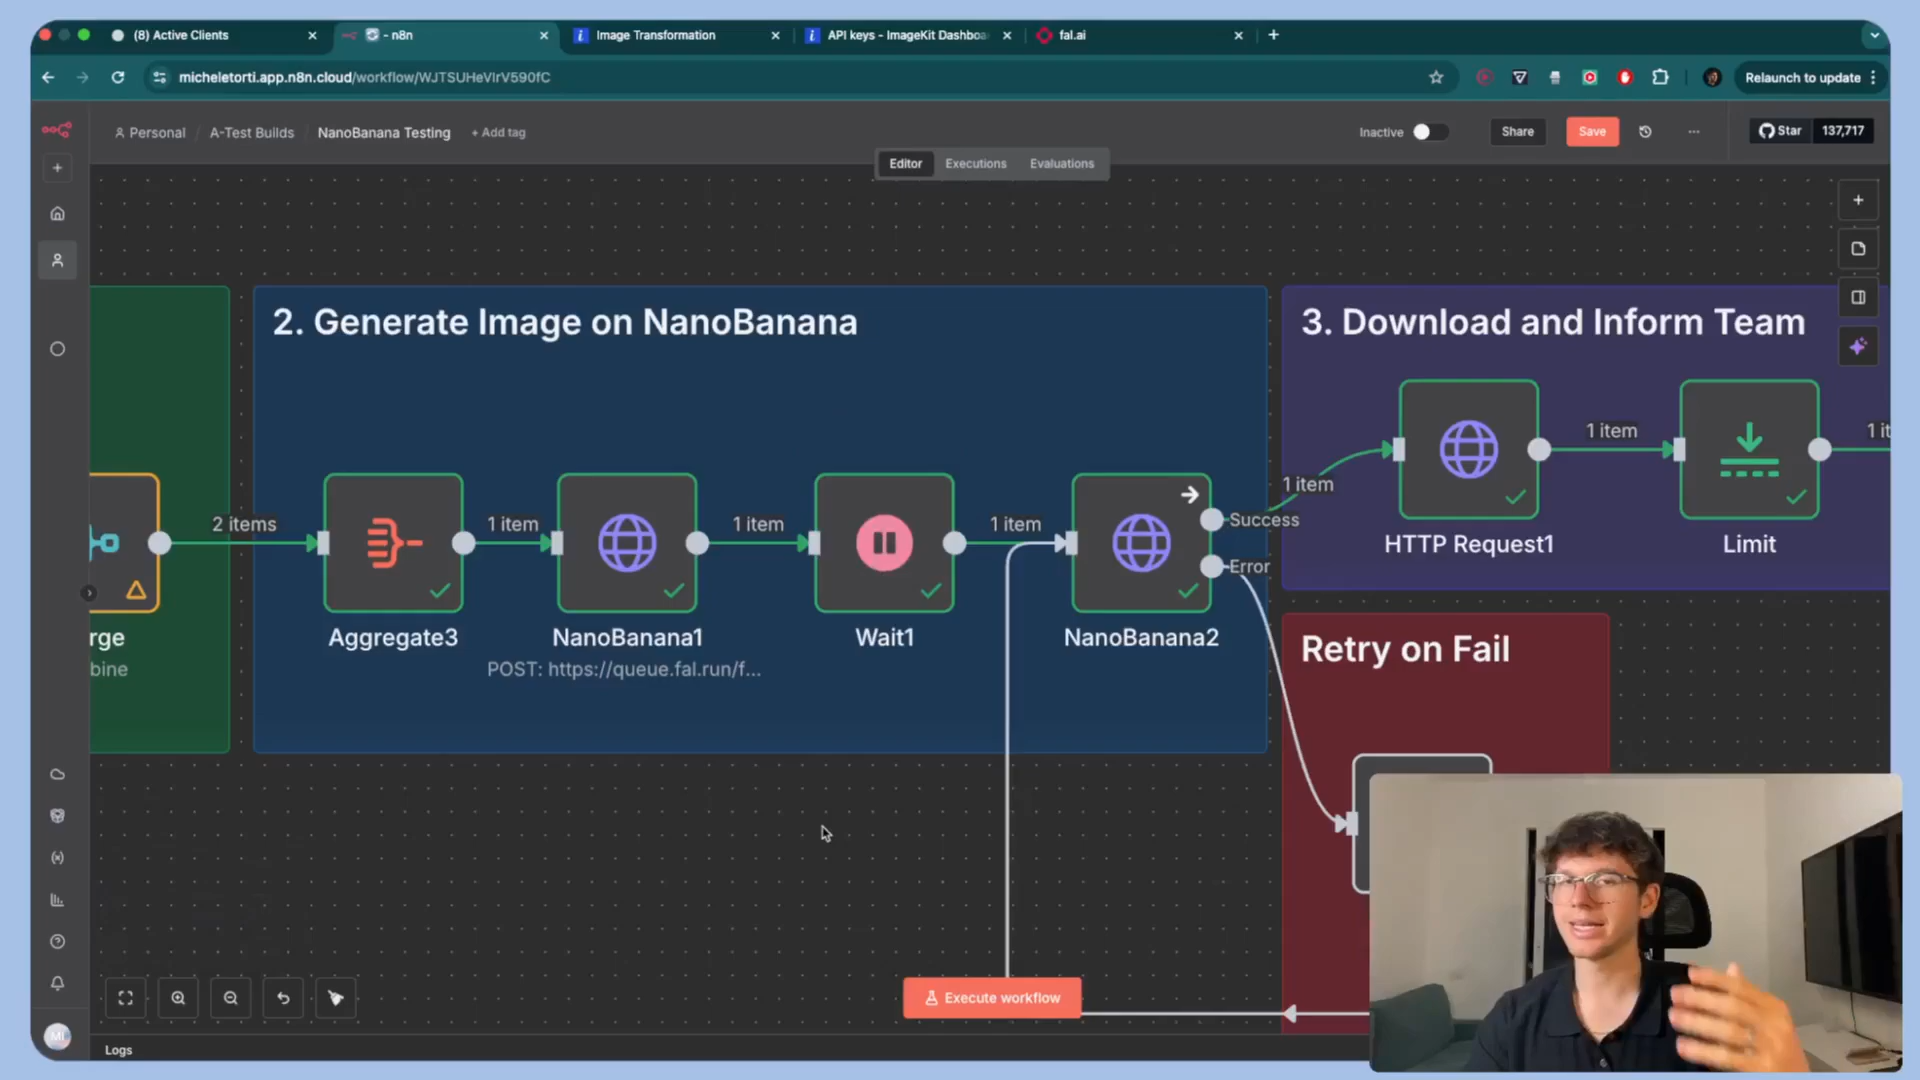 (8) Active Clients
- n8n
Image Transformation
API keys - ImageKit Dashboa
fal.ai
micheletorti.app.n8n.cloud/workflow/WJTSUHeVIrV590fC
Relaunch to update
Personal / A-Test Builds / NanoBanana Testing + Add tag
Inactive
Share
Save
Star 137,717
Editor
Executions
Evaluations
2. Generate Image on NanoBanana
3. Download and Inform Team
2 items
1 item
1 item
1 item
1 item
1 item
1 it
Success
Error
HTTP Request1
Limit
rge
bine
Aggregate3
NanoBanana1
POST: https://queue.fal.run/f...
Wait1
NanoBanana2
Retry on Fail
Execute workflow
Logs